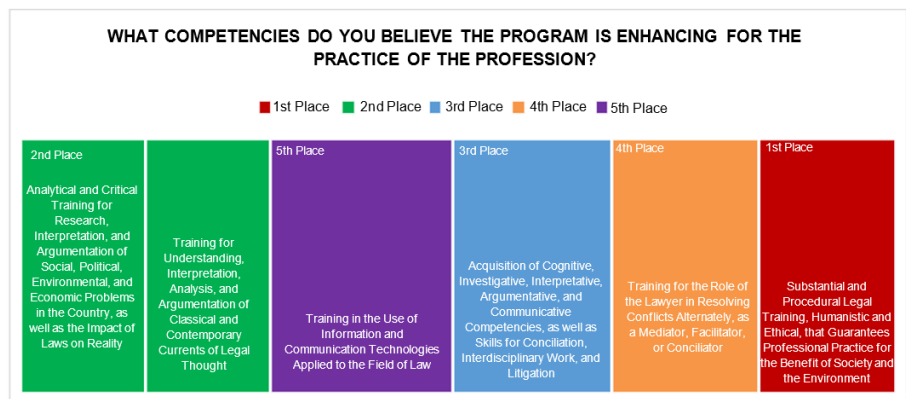 WHAT COMPETENCIES DO YOU BELIEVE THE PROGRAM IS ENHANCING FOR THE
PRACTICE OF THE PROFESSION?
1st Place
2nd Place
3rd Place
4th Place
5th Place
2nd Place
Analytical and Critical
Training for
Research,
Interpretation, and
Argumentation of
Social, Political,
Environmental, and
Economic Problems
in the Country, as
well as the Impact of
Laws on Reality
Training for
Understanding,
Interpretation,
Analysis, and
Argumentation of
Classical and
Contemporary
Currents of Legal
Thought
5th Place
Training in the Use of
Information and
Communication Technologies
Applied to the Field of Law
3rd Place
Acquisition of Cognitive,
Investigative, Interpretative,
Argumentative, and
Communicative
Competencies, as well as
Skills for Conciliation,
Interdisciplinary Work, and
Litigation
4th Place
Training for the Role of
the Lawyer in Resolving
Conflicts Alternately, as
a Mediator, Facilitator,
or Conciliator
1st Place
Substantial and
Procedural Legal
Training, Humanistic and
Ethical, that Guarantees
Professional Practice for
the Benefit of Society and
the Environment